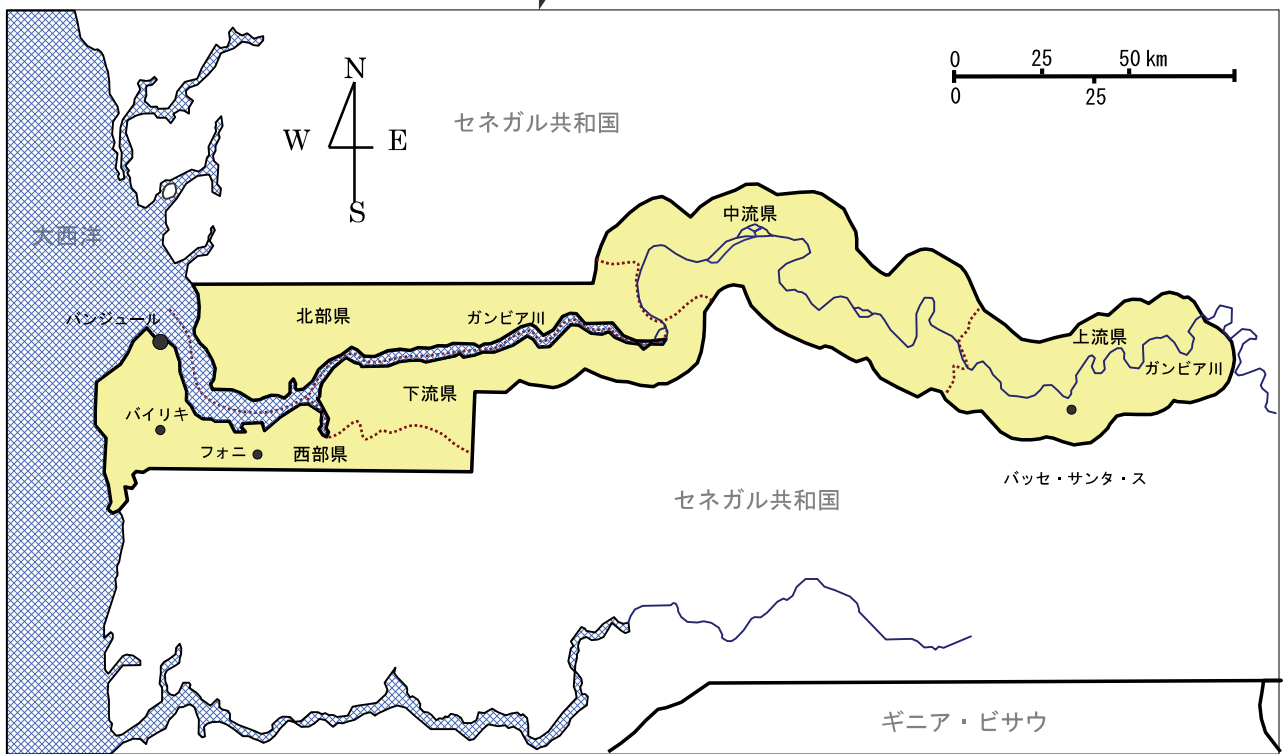 N
W E
S
0 25 50 km
0 25
セネガル共和国
大西洋
中流県
バンジュール
北部県
ガンビア川
上流県
ガンビア川
下流県
バイリキ
フォニ
西部県
バッセ・サンタ・ス
セネガル共和国
ギニア・ビサウ